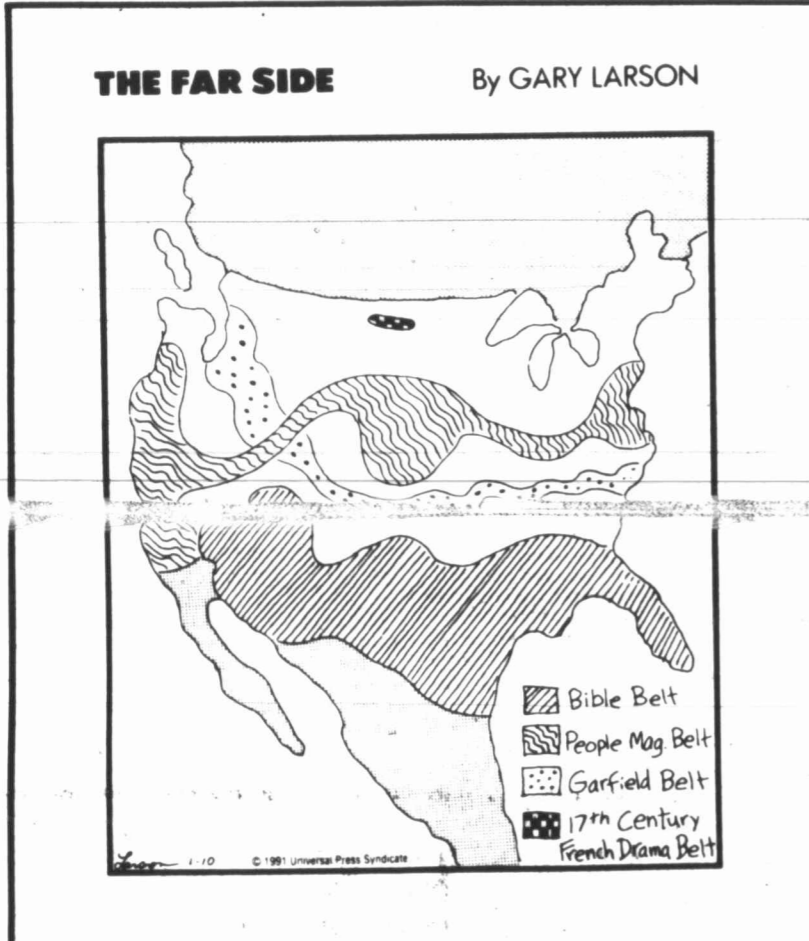 THE FAR SIDE By GARY LARSON
Bible Belt
People Mag. Belt
Garfield Belt
17th Century
French Drama Belt
Larson 1-10 © 1991 Universal Press Syndicate